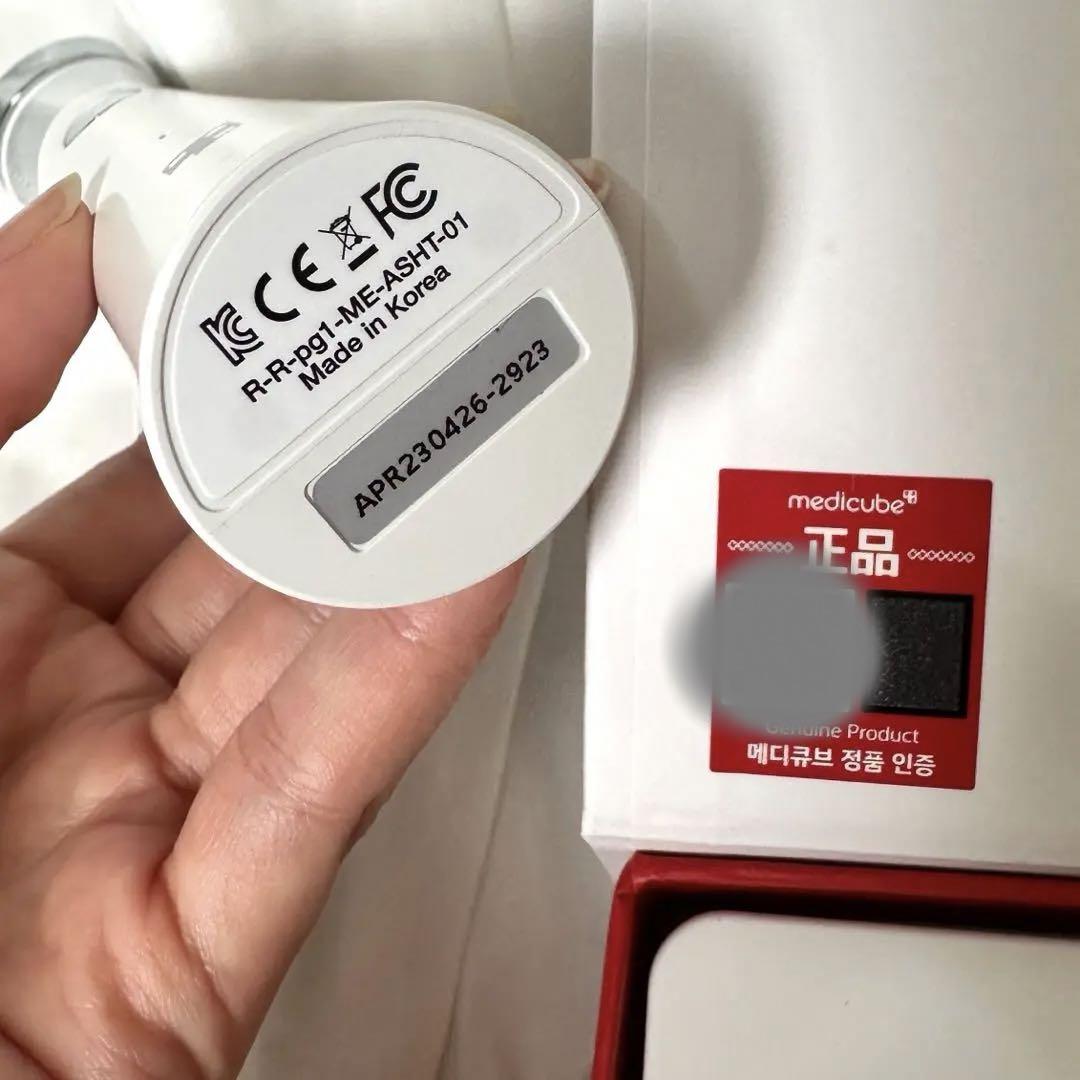 R-R-pg1-ME-ASHT-01
Made in Korea
APR230426-2923
medicube
正品
Genuine Product
메디큐브 정품 인증